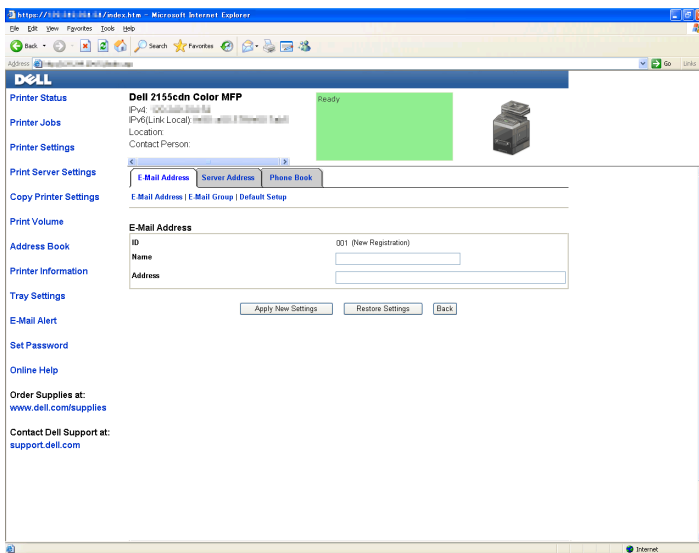 https:// /index.htm - Microsoft Internet Explorer
File Edit View Favorites Tools Help
Back Search Favorites
Address Go Links
DELL
Printer Status
Printer Jobs
Printer Settings
Print Server Settings
Copy Printer Settings
Print Volume
Address Book
Printer Information
Tray Settings
E-Mail Alert
Set Password
Online Help
Order Supplies at:
www.dell.com/supplies
Contact Dell Support at:
support.dell.com
Dell 2155cdn Color MFP
IPv4:
IPv6(Link Local):
Location:
Contact Person:
Ready
E-Mail Address Server Address Phone Book
E-Mail Address | E-Mail Group | Default Setup
E-Mail Address
ID 001 (New Registration)
Name
Address
Apply New Settings Restore Settings Back
Internet